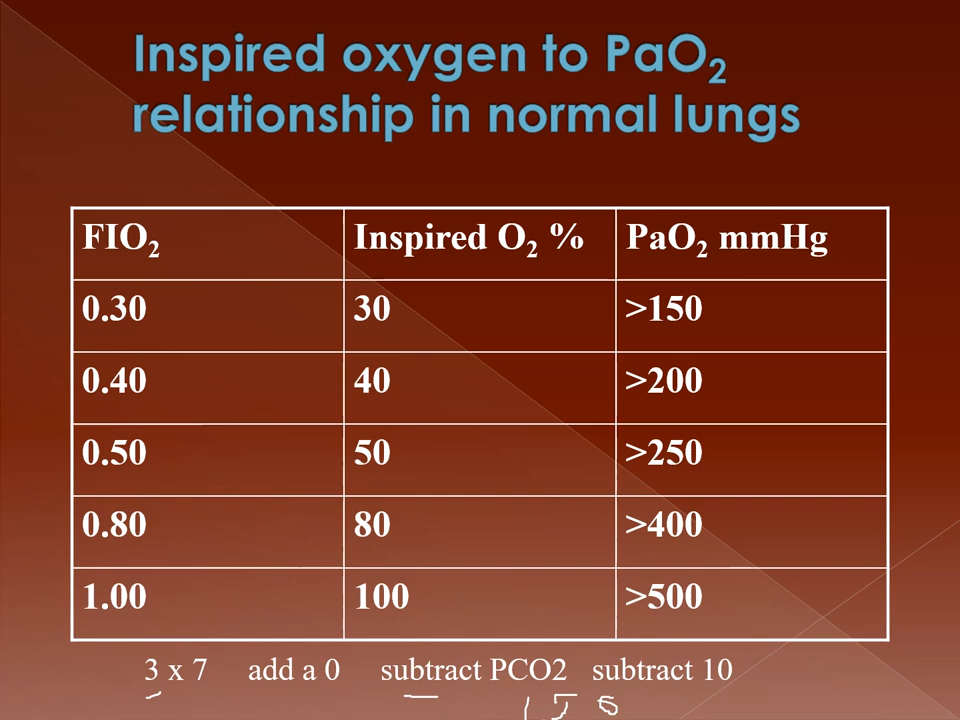 Inspired oxygen to PaO₂
relationship in normal lungs
FIO₂ Inspired O₂ % PaO₂ mmHg
0.30 30 >150
0.40 40 >200
0.50 50 >250
0.80 80 >400
1.00 100 >500
3 x 7 add a 0 subtract PCO2 subtract 10